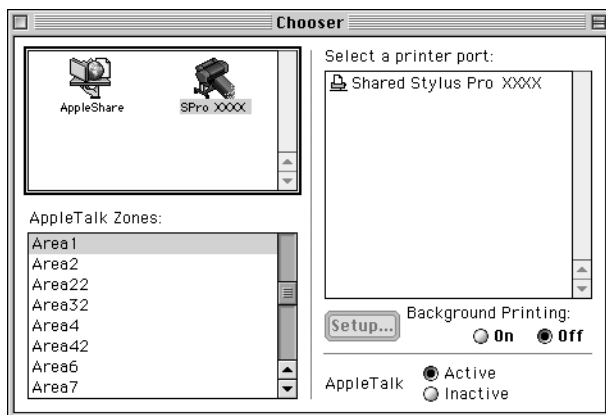 Chooser
AppleShare
SPro XXXX
Select a printer port:
Shared Stylus Pro XXXX
AppleTalk Zones:
Area1
Area2
Area22
Area32
Area4
Area42
Area6
Area7
Setup...
Background Printing:
On Off
AppleTalk
Active
Inactive